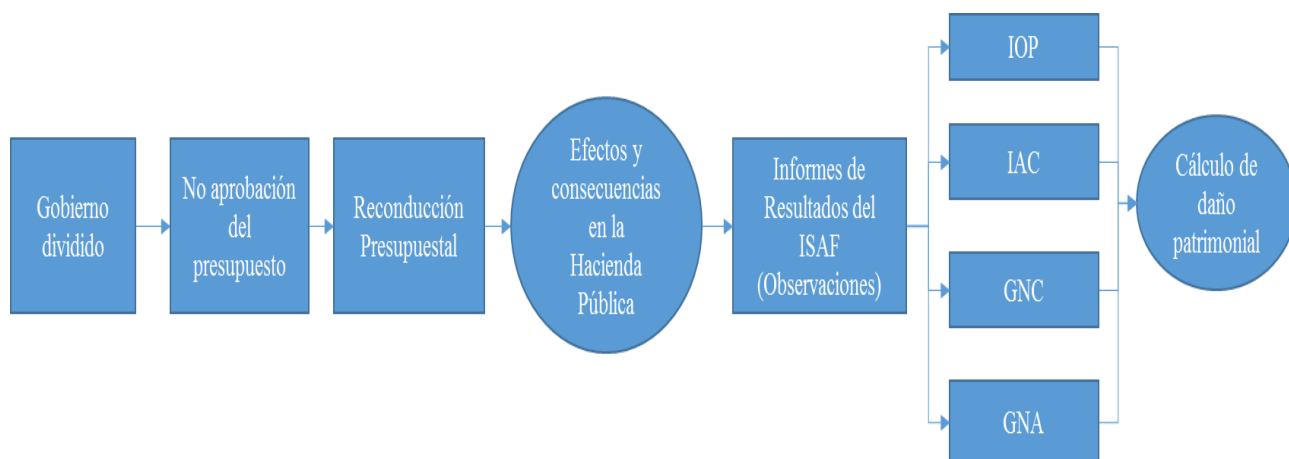 Gobierno
dividido
No aprobación
del
presupuesto
Reconducción
Presupuestal
Efectos y
consecuencias
en la
Hacienda
Pública
Informes de
Resultados del
ISAF
(Observaciones)
IOP
IAC
GNC
GNA
Cálculo de
daño
patrimonial